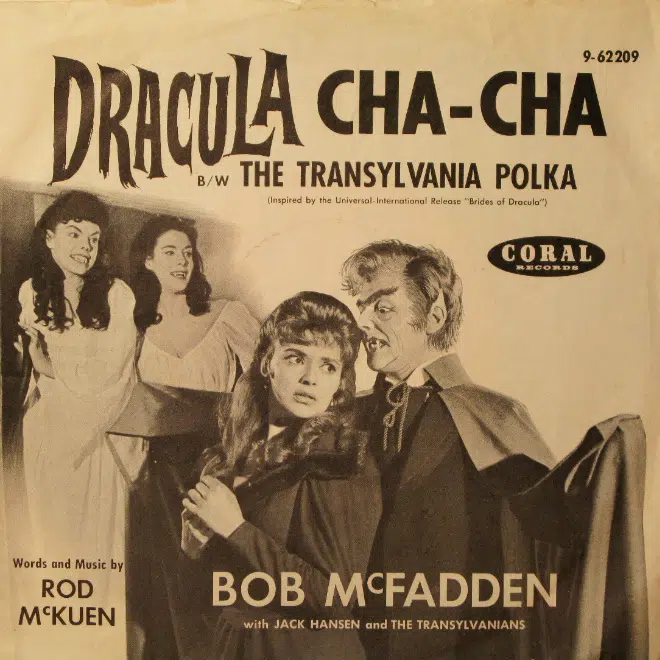 9-62209
DRACULA CHA-CHA
B/W THE TRANSYLVANIA POLKA
(Inspired by the Universal-International Release "Brides of Dracula")
CORAL
RECORDS
Words and Music by
ROD
McKUEN
BOB McFADDEN
with JACK HANSEN and THE TRANSYLVANIANS